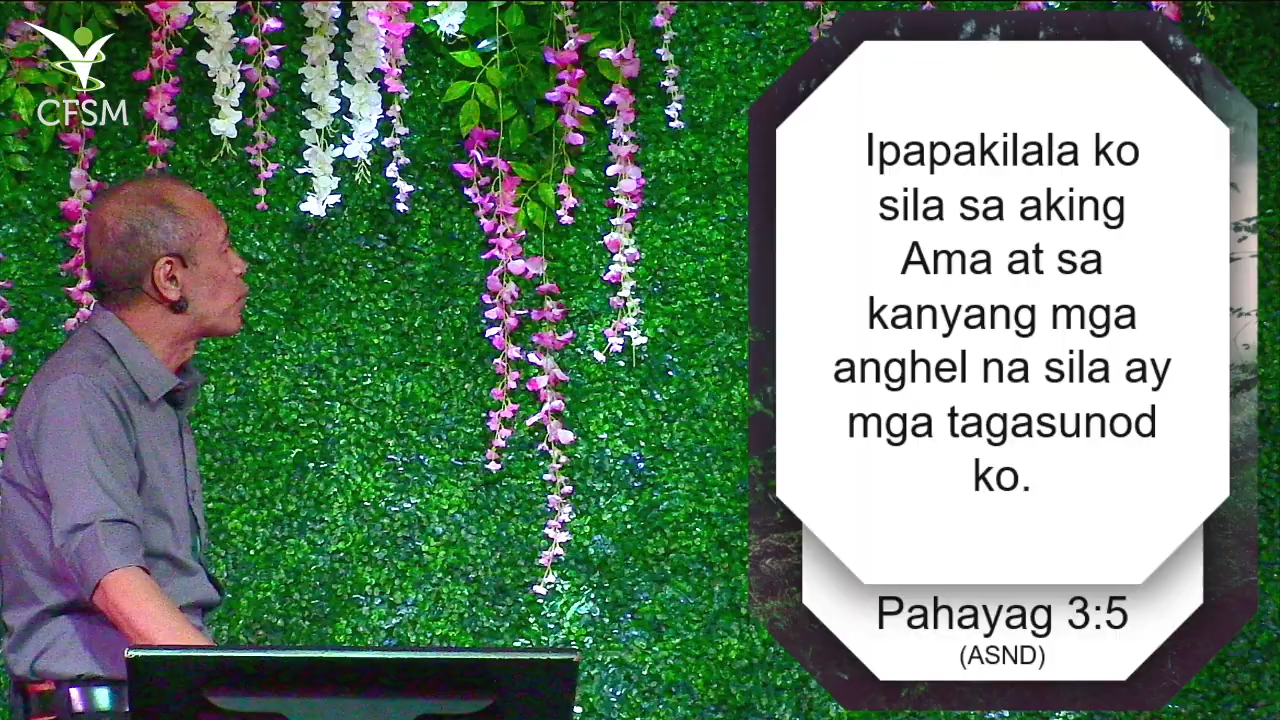 CFSM
Ipapakilala ko
sila sa aking
Ama at sa
kanyang mga
anghel na sila ay
mga tagasunod
ko.
Pahayag 3:5
(ASND)